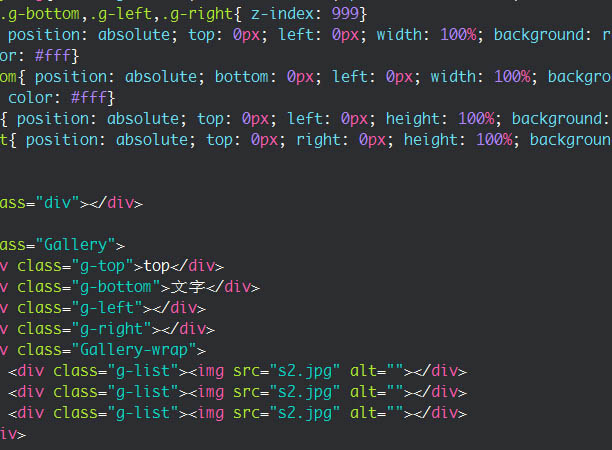 .g-bottom,.g-left,.g-right{ z-index: 999}
position: absolute; top: 0px; left: 0px; width: 100%; background: r
or: #fff}
om{ position: absolute; bottom: 0px; left: 0px; width: 100%; backgro
color: #fff}
{ position: absolute; top: 0px; left: 0px; height: 100%; background:
t{ position: absolute; top: 0px; right: 0px; height: 100%; backgroun
ass="div"></div>
ass="Gallery">
v class="g-top">top</div>
v class="g-bottom">文字</div>
v class="g-left"></div>
v class="g-right"></div>
v class="Gallery-wrap">
<div class="g-list"><img src="s2.jpg" alt=""></div>
<div class="g-list"><img src="s2.jpg" alt=""></div>
<div class="g-list"><img src="s2.jpg" alt=""></div>
iv>